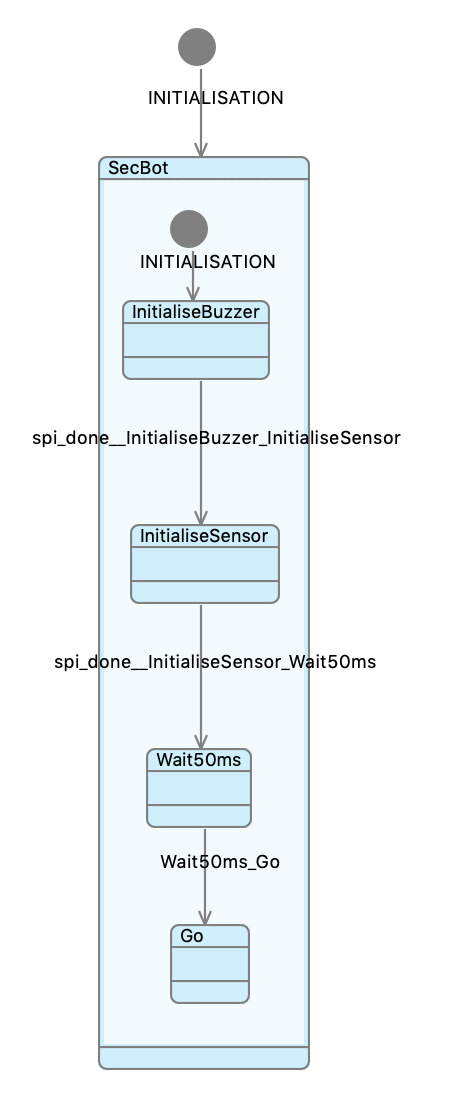 INITIALISATION
SecBot
INITIALISATION
InitialiseBuzzer
spi_done__InitialiseBuzzer_InitialiseSensor
InitialiseSensor
spi_done__InitialiseSensor_Wait50ms
Wait50ms
Wait50ms_Go
Go